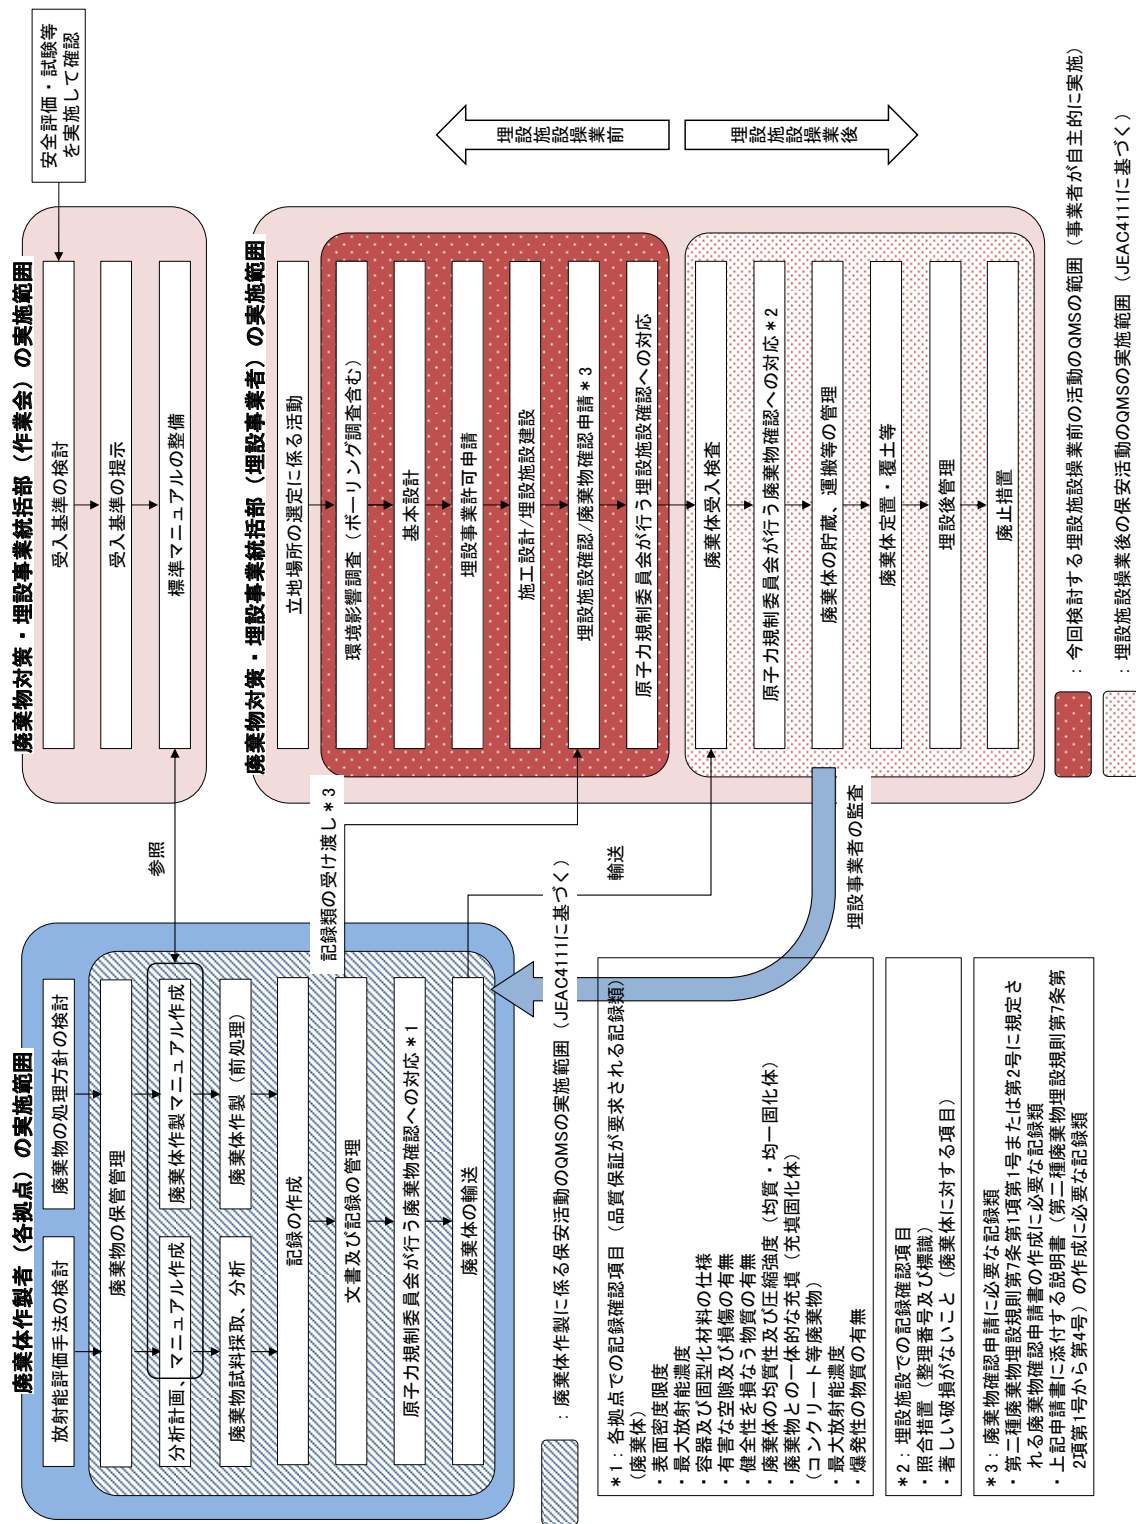 廃棄体作製者（各拠点）の実施範囲
放射能評価手法の検討
廃棄物の処理方針の検討
廃棄物の保管管理
分析計画、マニュアル作成
廃棄体作製マニュアル作成
廃棄物試料採取、分析
廃棄体作製（前処理）
記録の作成
文書及び記録の管理
原子力規制委員会が行う廃棄物確認への対応＊1
廃棄体の輸送
：廃棄体作製に係る保安活動のQMSの実施範囲（JEAC4111に基づく）
参照
記録類の受け渡し＊3
輸送
埋設事業者の監査
廃棄物対策・埋設事業統括部（作業会）の実施範囲
受入基準の検討
受入基準の提示
標準マニュアルの整備
安全評価・試験等
を実施して確認
廃棄物対策・埋設事業統括部（埋設事業者）の実施範囲
立地場所の選定に係る活動
環境影響調査（ボーリング調査含む）
基本設計
埋設事業許可申請
施工設計/埋設施設建設
埋設施設確認/廃棄物確認申請＊3
原子力規制委員会が行う埋設施設確認への対応
廃棄体受入検査
原子力規制委員会が行う廃棄物確認への対応＊2
廃棄体の貯蔵、運搬等の管理
廃棄体定置・覆土等
埋設後管理
廃止措置
埋設施設操業前
埋設施設操業後
：今回検討する埋設施設操業前の活動のQMSの範囲（事業者が自主的に実施）
：埋設施設操業後の保安活動のQMSの実施範囲（JEAC4111に基づく）
＊1：各拠点での記録確認項目（品質保証が要求される記録類）
（廃棄体）
・表面密度限度
・最大放射能濃度
・容器及び固型化材料の仕様
・有害な空隙及び損傷の有無
・健全性を損なう物質の有無
・廃棄体の均質性及び圧縮強度（均質・均一固化体）
・廃棄物との一体的な充填（充填固化体）
（コンクリート等廃棄物）
・最大放射能濃度
・爆発性の物質の有無
＊2：埋設施設での記録確認項目
・照合措置（整理番号及び標識）
・著しい破損がないこと（廃棄体に対する項目）
＊3：廃棄物確認申請に必要な記録類
・第二種廃棄物埋設規則第7条第1項第1号または第2号に規定さ
れる廃棄物確認申請書の作成に必要な記録類
・上記申請書に添付する説明書（第二種廃棄物埋設規則第7条第
2項第1号から第4号）の作成に必要な記録類